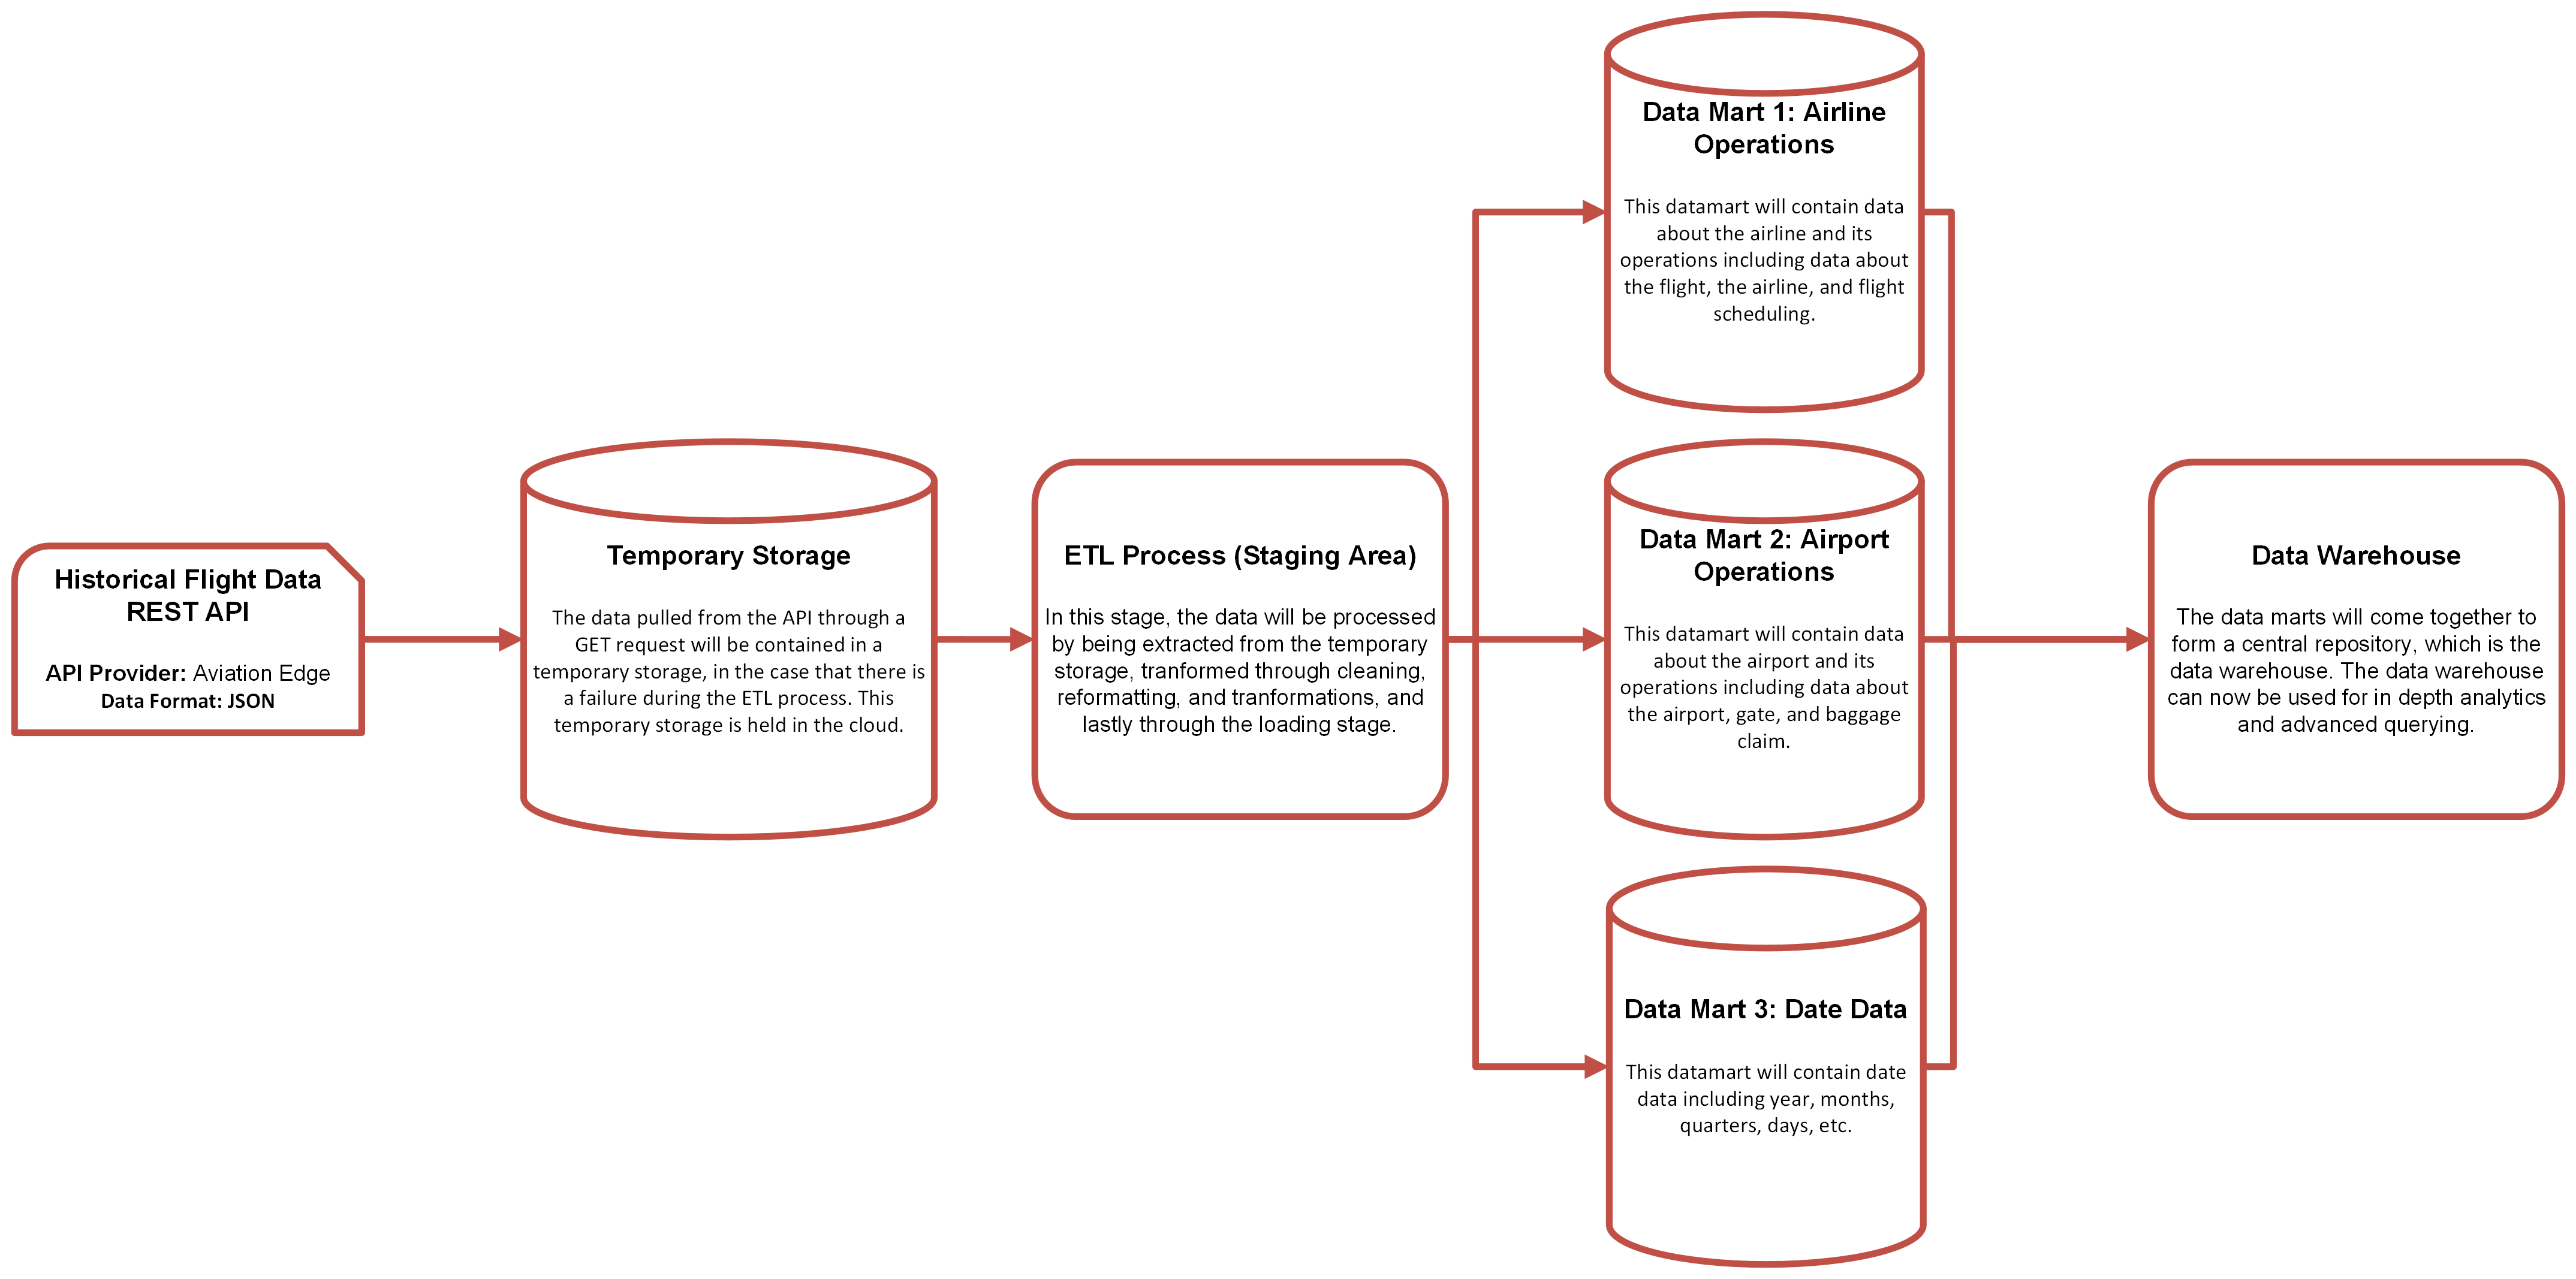 Historical Flight Data
REST API
API Provider: Aviation Edge
Data Format: JSON
Temporary Storage
The data pulled from the API through a
GET request will be contained in a
temporary storage, in the case that there is
a failure during the ETL process. This
temporary storage is held in the cloud.
ETL Process (Staging Area)
In this stage, the data will be processed
by being extracted from the temporary
storage, tranformed through cleaning,
reformatting, and tranformations, and
lastly through the loading stage.
Data Mart 1: Airline
Operations
This datamart will contain data
about the airline and its
operations including data about
the flight, the airline, and flight
scheduling.
Data Mart 2: Airport
Operations
This datamart will contain data
about the airport and its
operations including data about
the airport, gate, and baggage
claim.
Data Mart 3: Date Data
This datamart will contain date
data including year, months,
quarters, days, etc.
Data Warehouse
The data marts will come together to
form a central repository, which is the
data warehouse. The data warehouse
can now be used for in depth analytics
and advanced querying.